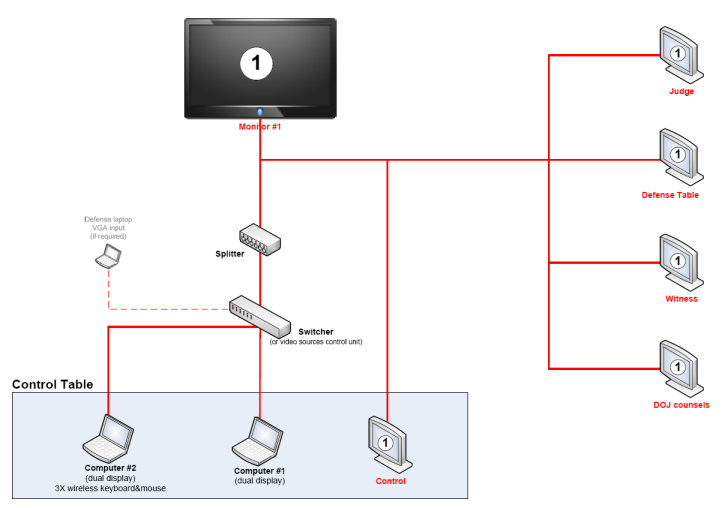 1
Monitor #1
1
Judge
1
Defense Table
Defense laptop
VGA input
(if required)
Splitter
1
Witness
Switcher
(or video sources control unit)
1
DOJ counsels
Control Table
Computer #2
(dual display)
3X wireless keyboard&mouse
Computer #1
(dual display)
1
Control